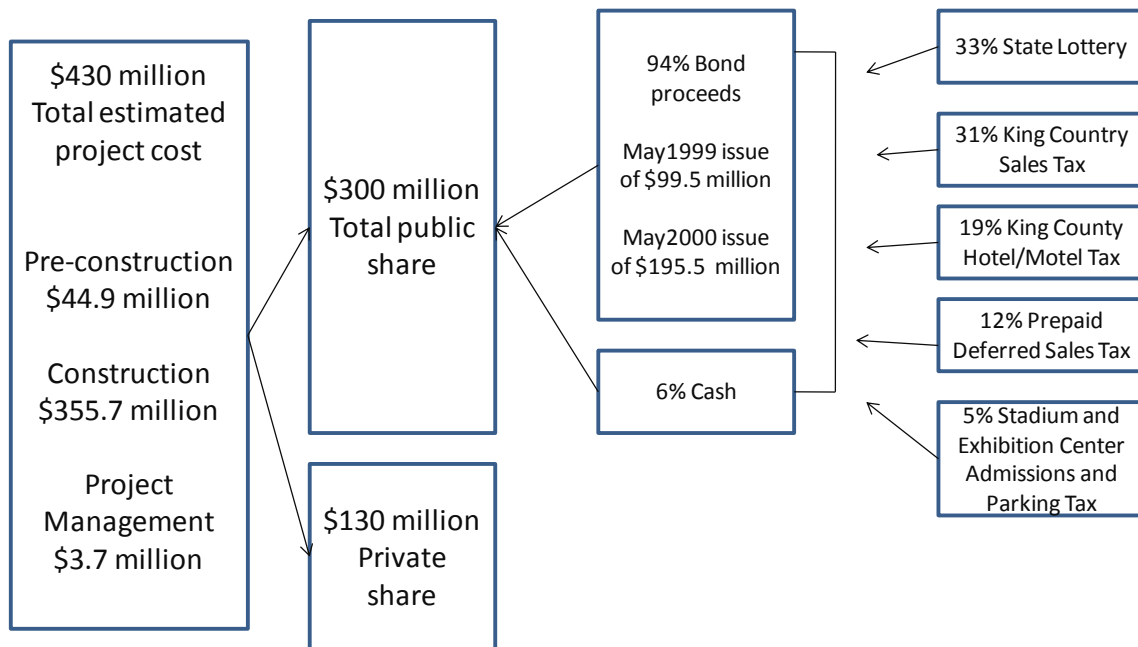 $430 million
Total estimated
project cost
Pre-construction
$44.9 million
Construction
$355.7 million
Project
Management
$3.7 million
$300 million
Total public
share
$130 million
Private
share
94% Bond
proceeds
May1999 issue
of $99.5 million
May2000 issue
of $195.5 million
6% Cash
33% State Lottery
31% King Country
Sales Tax
19% King County
Hotel/Motel Tax
12% Prepaid
Deferred Sales Tax
5% Stadium and
Exhibition Center
Admissions and
Parking Tax